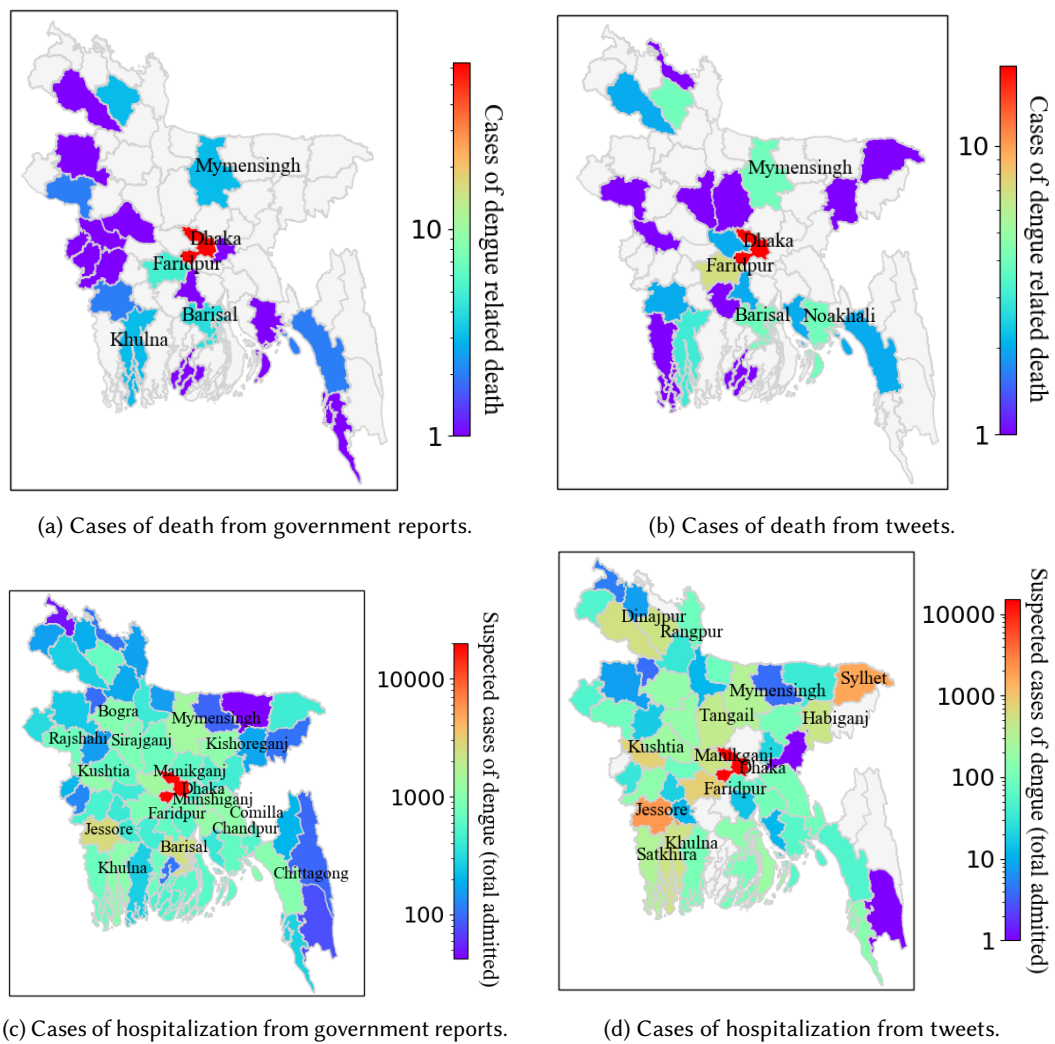 Mymensingh
Dhaka
Faridpur
Barisal
Khulna
10
1
Cases of dengue related death
(a) Cases of death from government reports.
Mymensingh
Dhaka
Faridpur
Barisal
Noakhali
10
1
Cases of dengue related death
(b) Cases of death from tweets.
Bogra
Mymensingh
Rajshahi
Sirajganj
Kishoreganj
Kushtia
Manikganj
Dhaka
Munshiganj
Faridpur
Comilla
Chandpur
Jessore
Barisal
Khulna
Chittagong
10000
1000
100
Suspected cases of dengue (total admitted)
(c) Cases of hospitalization from government reports.
Dinajpur
Rangpur
Sylhet
Mymensingh
Tangail
Habiganj
Kushtia
Manikganj
Dhaka
Faridpur
Jessore
Khulna
Satkhira
10000
1000
100
10
1
Suspected cases of dengue (total admitted)
(d) Cases of hospitalization from tweets.